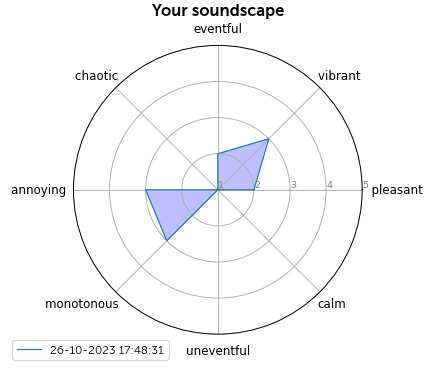 Your soundscape
eventful
chaotic
vibrant
annoying
1
2
3
4
5
pleasant
monotonous
calm
26-10-2023 17:48:31
uneventful